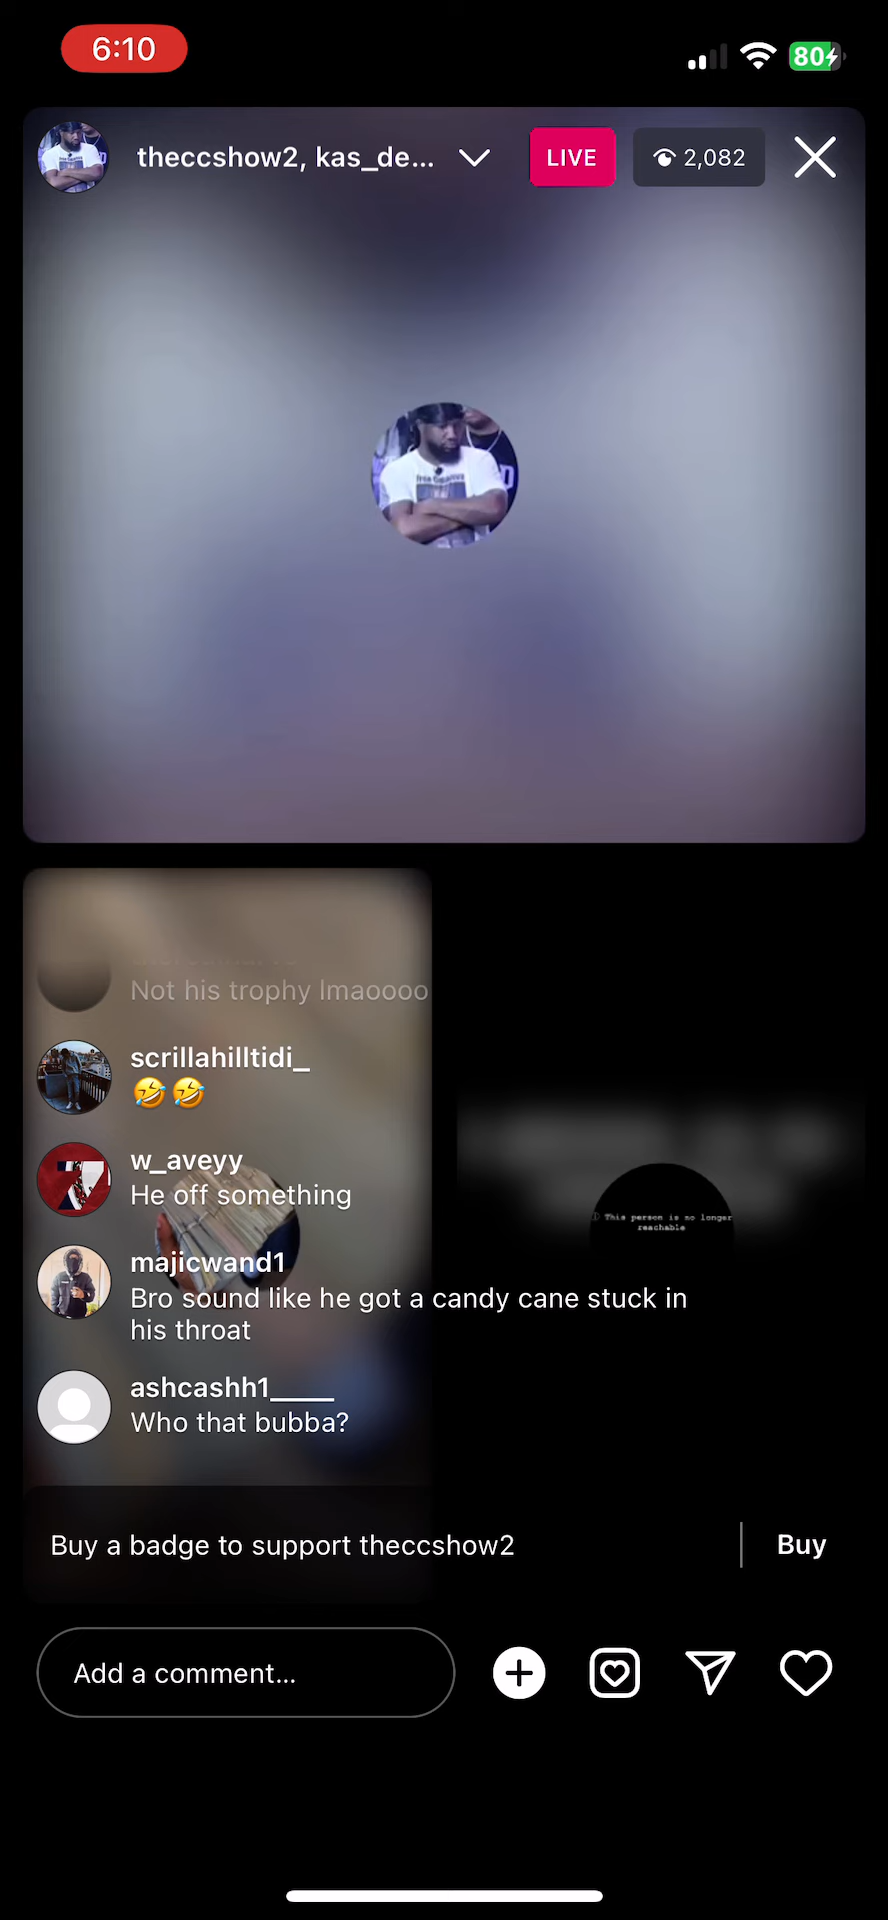 6:10
80
theccshow2, kas_de...
LIVE
2,082
Not his trophy lmaoooo
scrillahilltidi_
🤣🤣
w_aveyy
He off something
This person is no longer
reachable
majicwand1
Bro sound like he got a candy cane stuck in
his throat
ashcashh1_____
Who that bubba?
Buy a badge to support theccshow2
Buy
Add a comment...